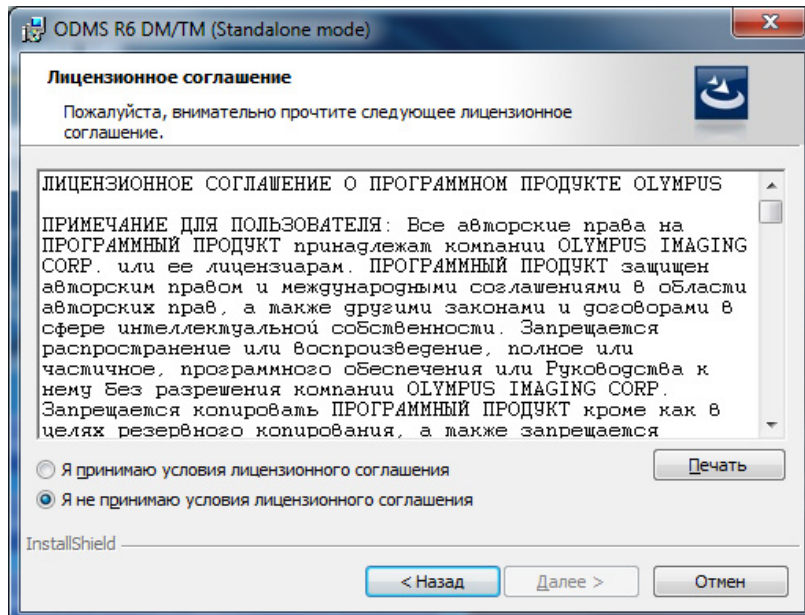 ODMS R6 DM/TM (Standalone mode)
Лицензионное соглашение
Пожалуйста, внимательно прочтите следующее лицензионное
соглашение.
ЛИЦЕНЗИОННОЕ СОГЛАШЕНИЕ О ПРОГРАММНОМ ПРОДУКТЕ OLYMPUS
ПРИМЕЧАНИЕ ДЛЯ ПОЛЬЗОВАТЕЛЯ: Все авторские права на
ПРОГРАММНЫЙ ПРОДУКТ принадлежат компании OLYMPUS IMAGING
CORP. или ее лицензиарам. ПРОГРАММНЫЙ ПРОДУКТ защищен
авторским правом и международными соглашениями в области
авторских прав, а также другими законами и договорами в
сфере интеллектуальной собственности. Запрещается
распространение или воспроизведение, полное или
частичное, программного обеспечения или Руководства к
нему без разрешения компании OLYMPUS IMAGING CORP.
Запрещается копировать ПРОГРАММНЫЙ ПРОДУКТ кроме как в
целях резервного копирования, а также запрещается
Я принимаю условия лицензионного соглашения
Печать
Я не принимаю условия лицензионного соглашения
InstallShield
< Назад
Далее >
Отмен